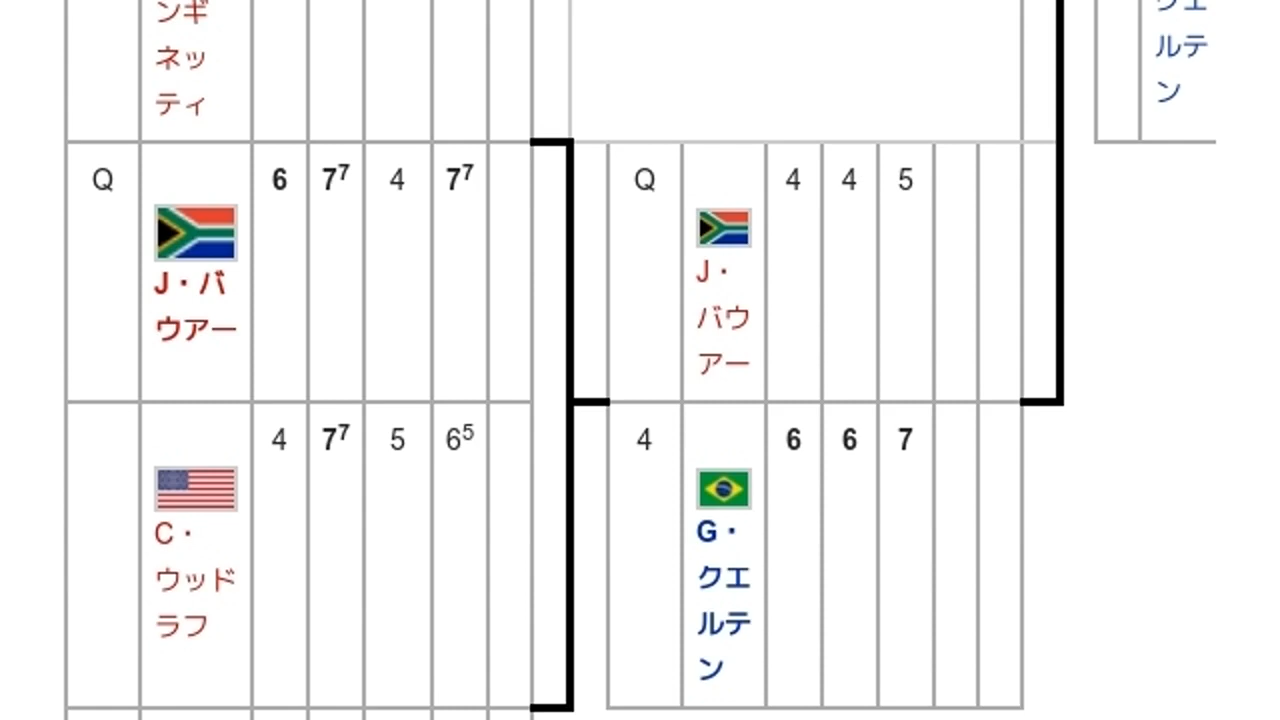 ンギ
ネッ
ティ
クエ
ルテ
ン
Q
J・バ
ウアー
6 7⁷ 4 7⁷
Q
J・
バウ
アー
4 4 5
C・
ウッド
ラフ
4 7⁷ 5 6⁵
4
G・
クエ
ルテ
ン
6 6 7